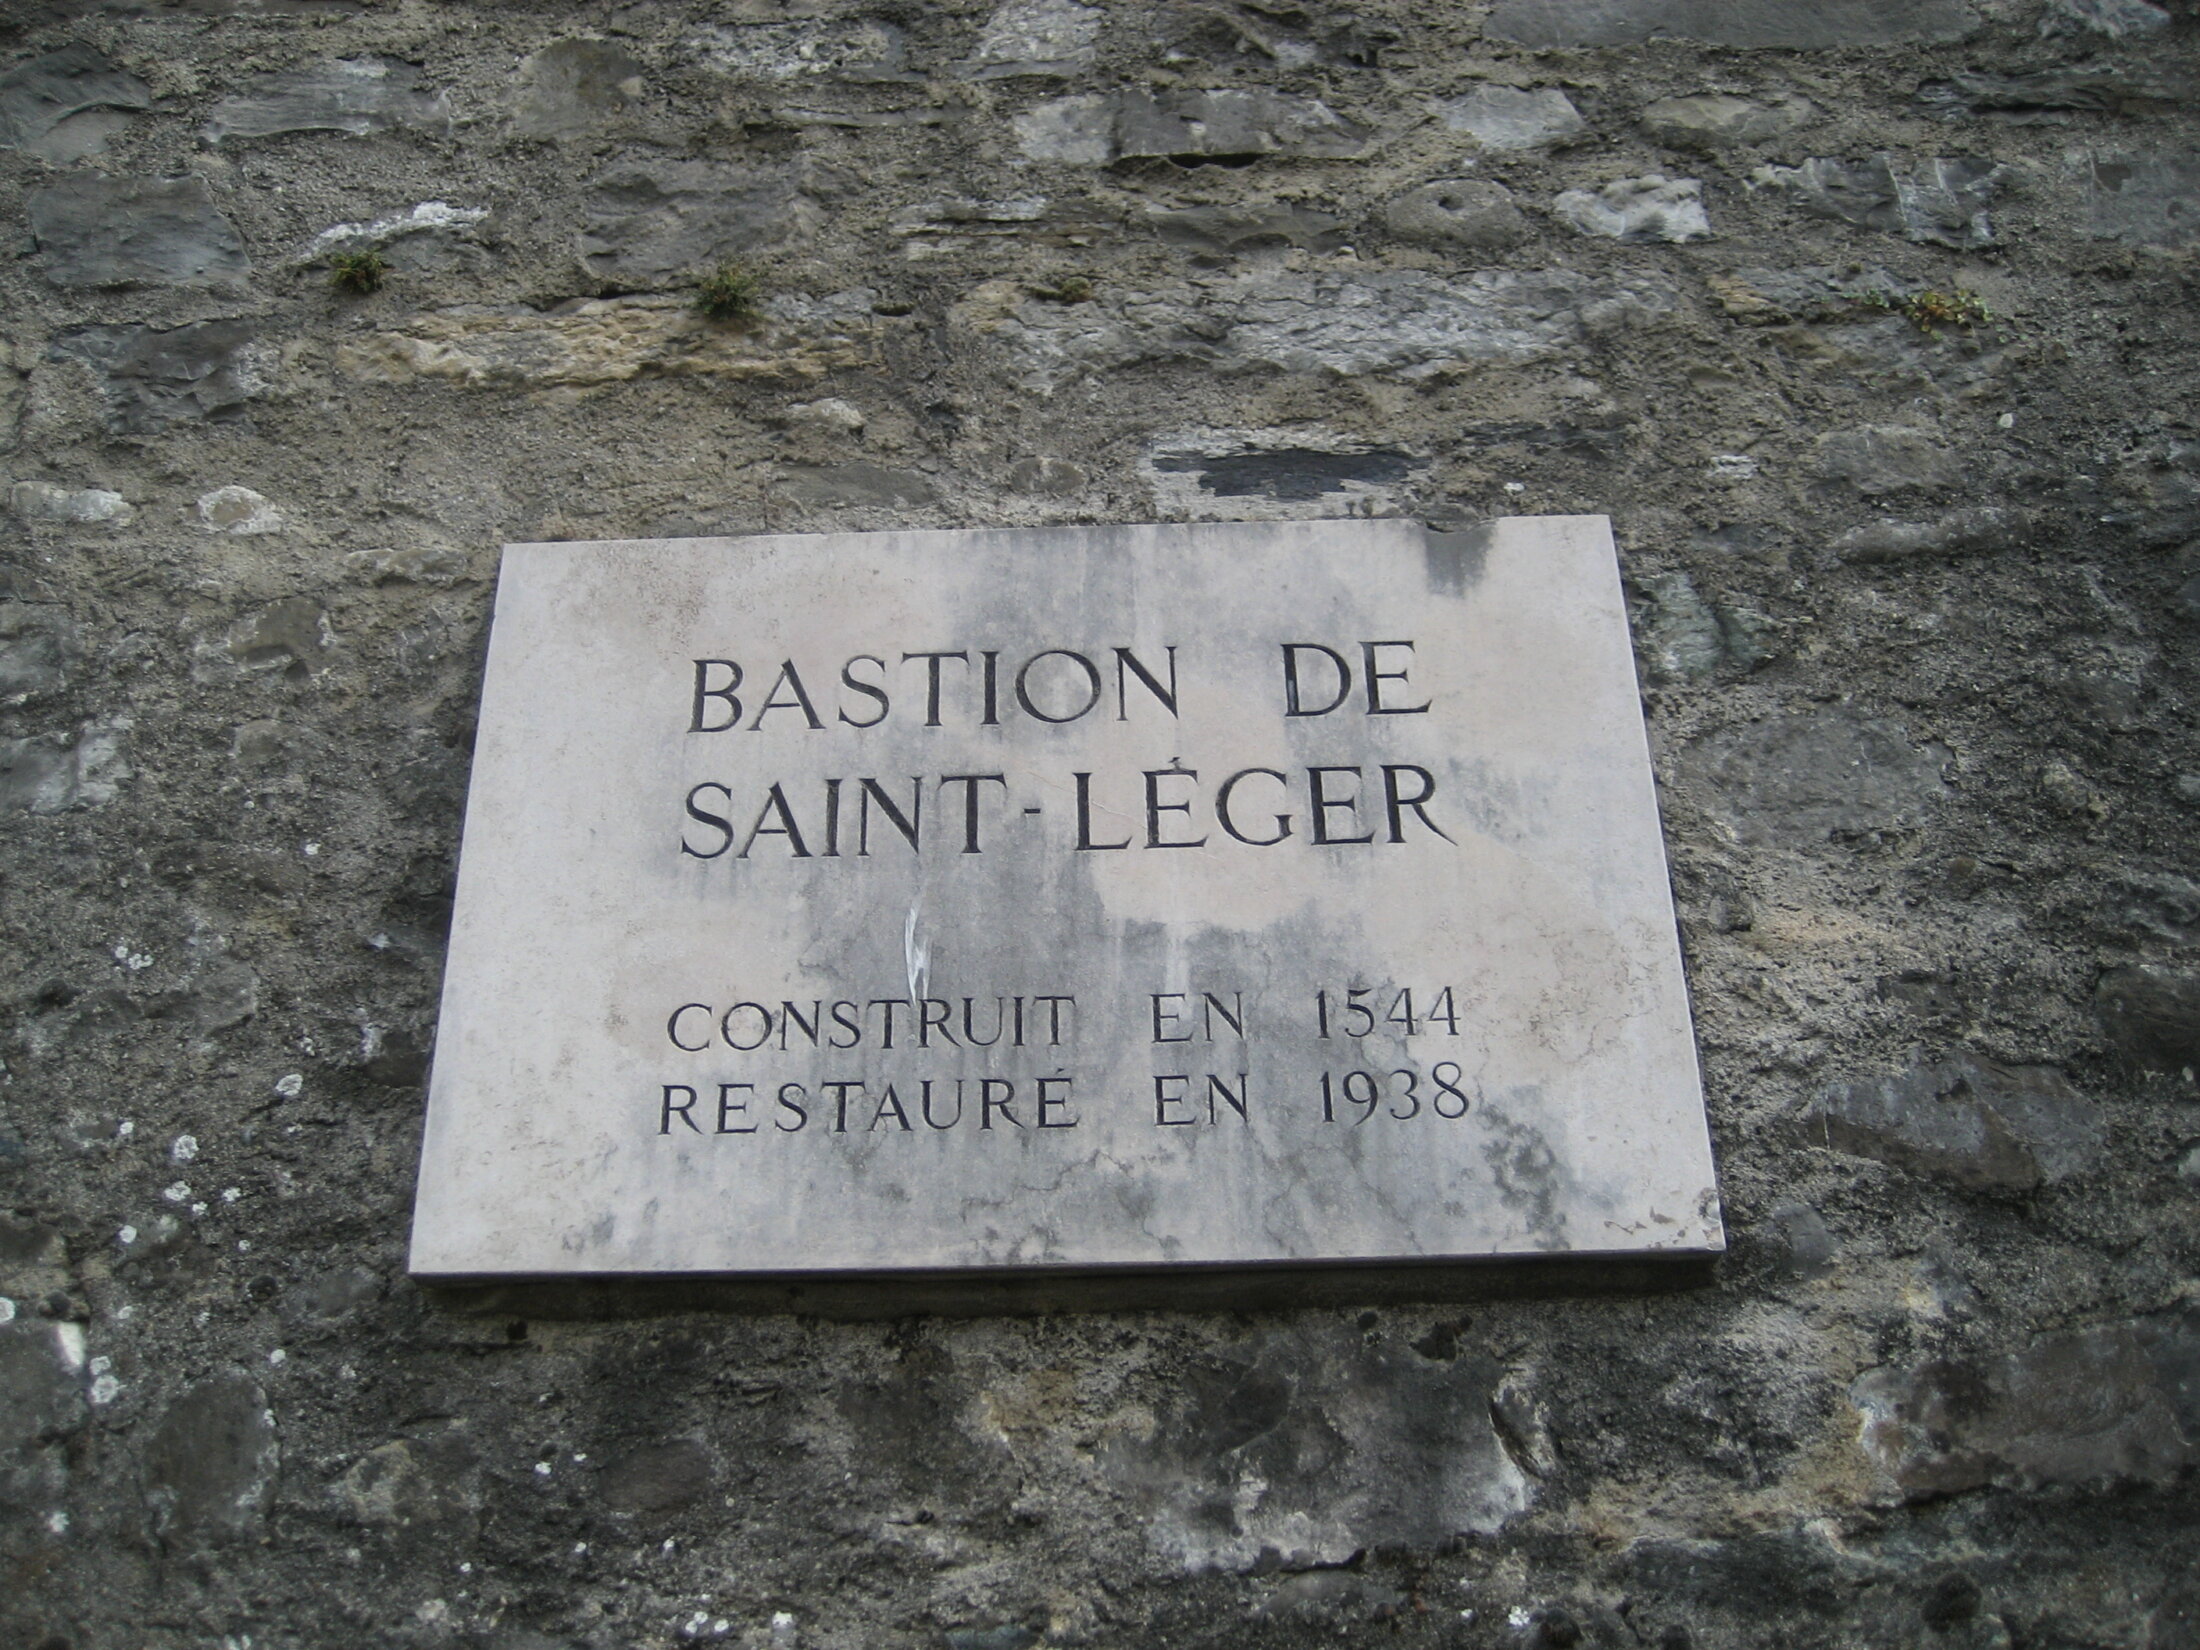 BASTION DE
SAINT-LÉGER
CONSTRUIT EN 1544
RESTAURÉ EN 1938